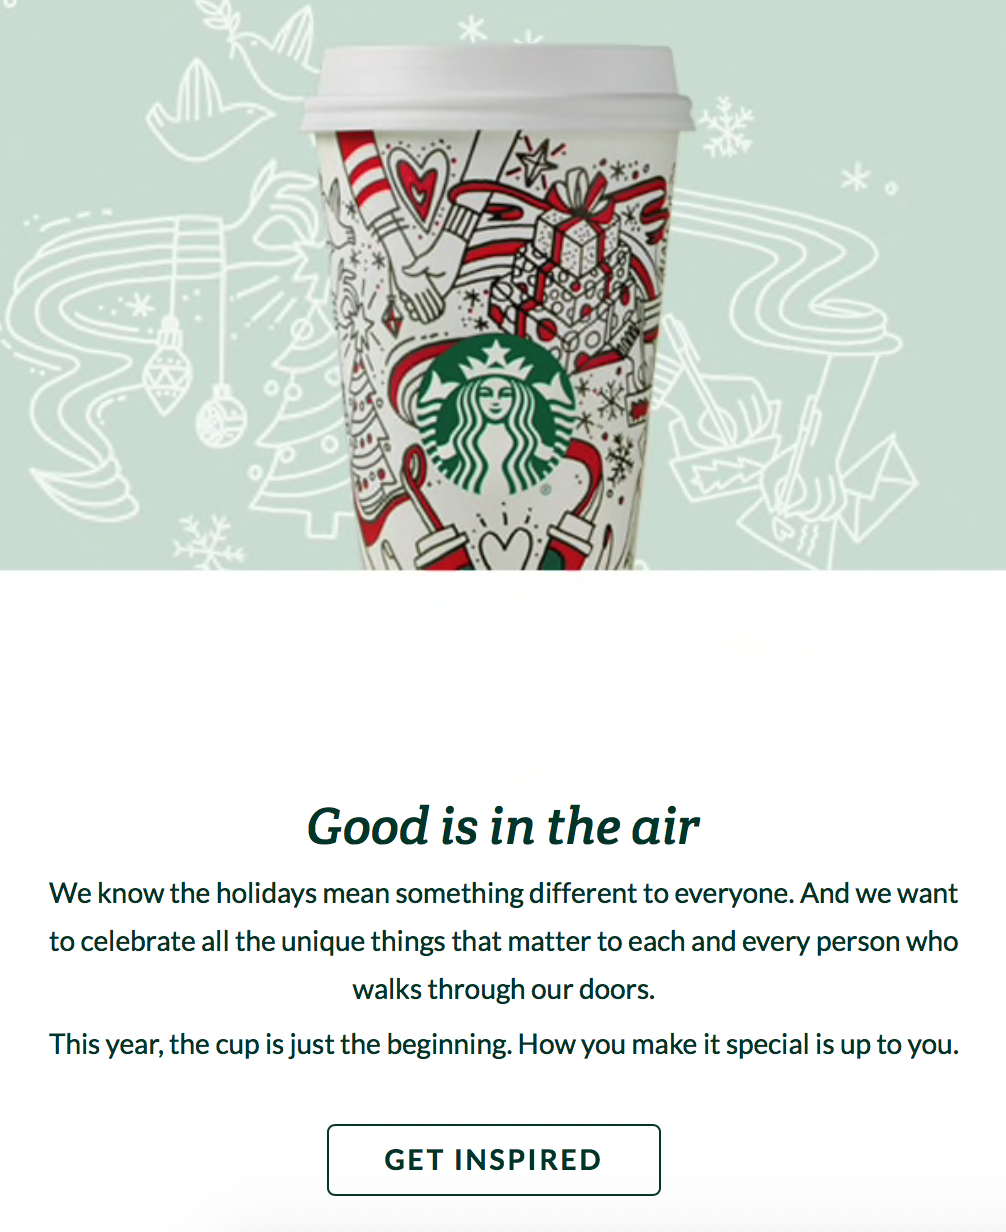 ®
Good is in the air
We know the holidays mean something different to everyone. And we want
to celebrate all the unique things that matter to each and every person who
walks through our doors.
This year, the cup is just the beginning. How you make it special is up to you.
GET INSPIRED